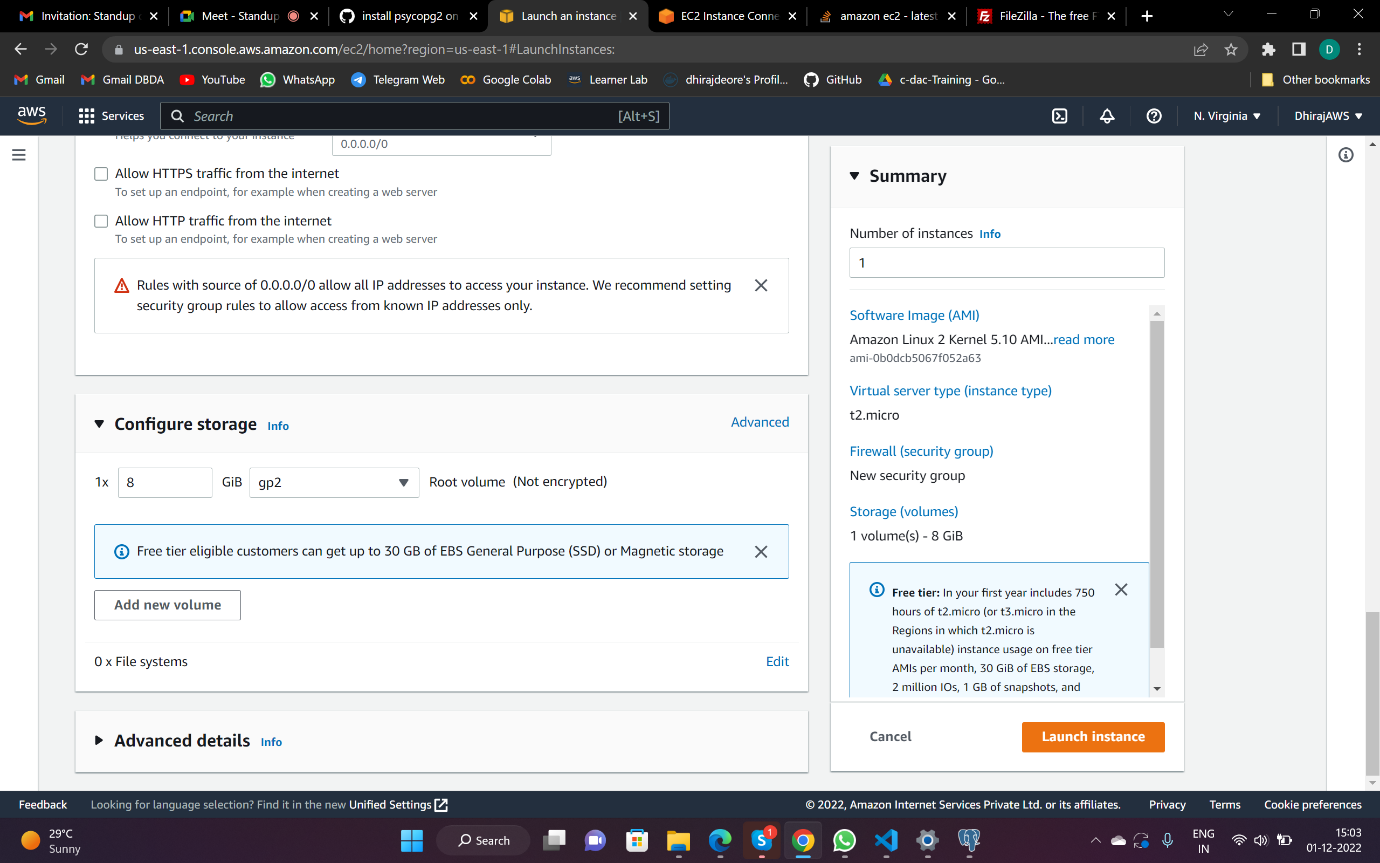 Invitation: Standup
Meet - Standup
install psycopg2 on
Launch an instance
EC2 Instance Conne
amazon ec2 - latest
FileZilla - The free F
us-east-1.console.aws.amazon.com/ec2/home?region=us-east-1#LaunchInstances:
D
Gmail
Gmail DBDA
YouTube
WhatsApp
Telegram Web
Google Colab
Learner Lab
dhirajdeore's Profil...
GitHub
c-dac-Training - Go...
Other bookmarks
aws
Services
Search
[Alt+S]
N. Virginia
DhirajAWS
Helps you connect to your instance
0.0.0.0/0
Allow HTTPS traffic from the internet
To set up an endpoint, for example when creating a web server
Allow HTTP traffic from the internet
To set up an endpoint, for example when creating a web server
Rules with source of 0.0.0.0/0 allow all IP addresses to access your instance. We recommend setting
security group rules to allow access from known IP addresses only.
Configure storage Info
Advanced
1x 8 GiB gp2 Root volume (Not encrypted)
Free tier eligible customers can get up to 30 GB of EBS General Purpose (SSD) or Magnetic storage
Add new volume
0 x File systems
Edit
Advanced details Info
Summary
Number of instances Info
1
Software Image (AMI)
Amazon Linux 2 Kernel 5.10 AMI...read more
ami-0b0dcb5067f052a63
Virtual server type (instance type)
t2.micro
Firewall (security group)
New security group
Storage (volumes)
1 volume(s) - 8 GiB
Free tier: In your first year includes 750
hours of t2.micro (or t3.micro in the
Regions in which t2.micro is
unavailable) instance usage on free tier
AMIs per month, 30 GiB of EBS storage,
2 million IOs, 1 GB of snapshots, and
Cancel
Launch instance
Feedback
Looking for language selection? Find it in the new Unified Settings
© 2022, Amazon Internet Services Private Ltd. or its affiliates.
Privacy
Terms
Cookie preferences
29°C
Sunny
Search
S
1
ENG
IN
15:03
01-12-2022